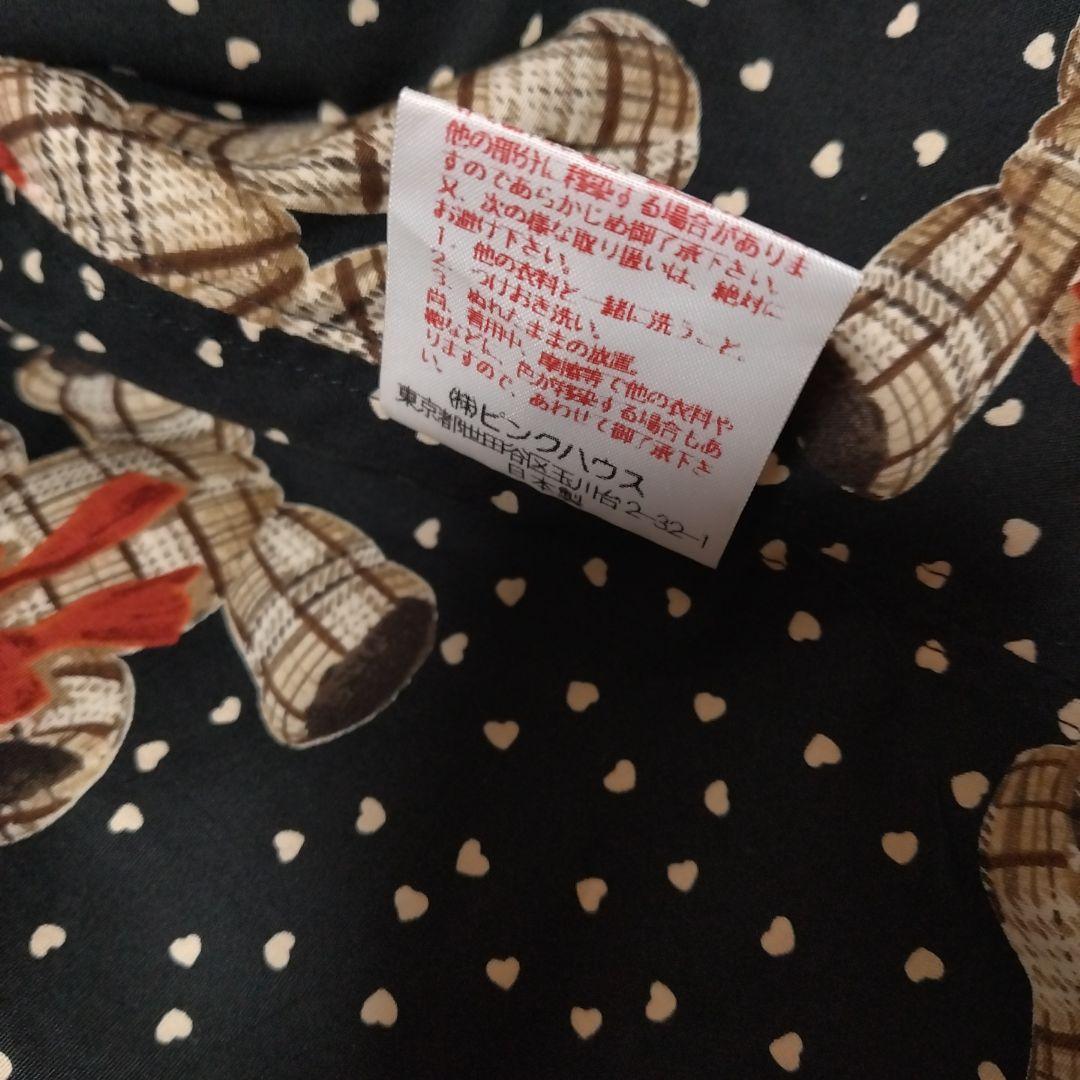 他の部分に移染する場合がありま
すのであらかじめ御了承下さい。
又、次の様な取り扱いは、絶対に
お避け下さい。
1. 他の衣料と一緒に洗うこと。
2. つけおき洗い。
3. ぬれたままの放置。
尚、着用中、摩擦等で他の衣料や
靴などに、色が移染する場合もあ
りますので、あわせて御了承下さ
い。
㈱ピンクハウス
東京都世田谷区玉川台2-32-1
日本製